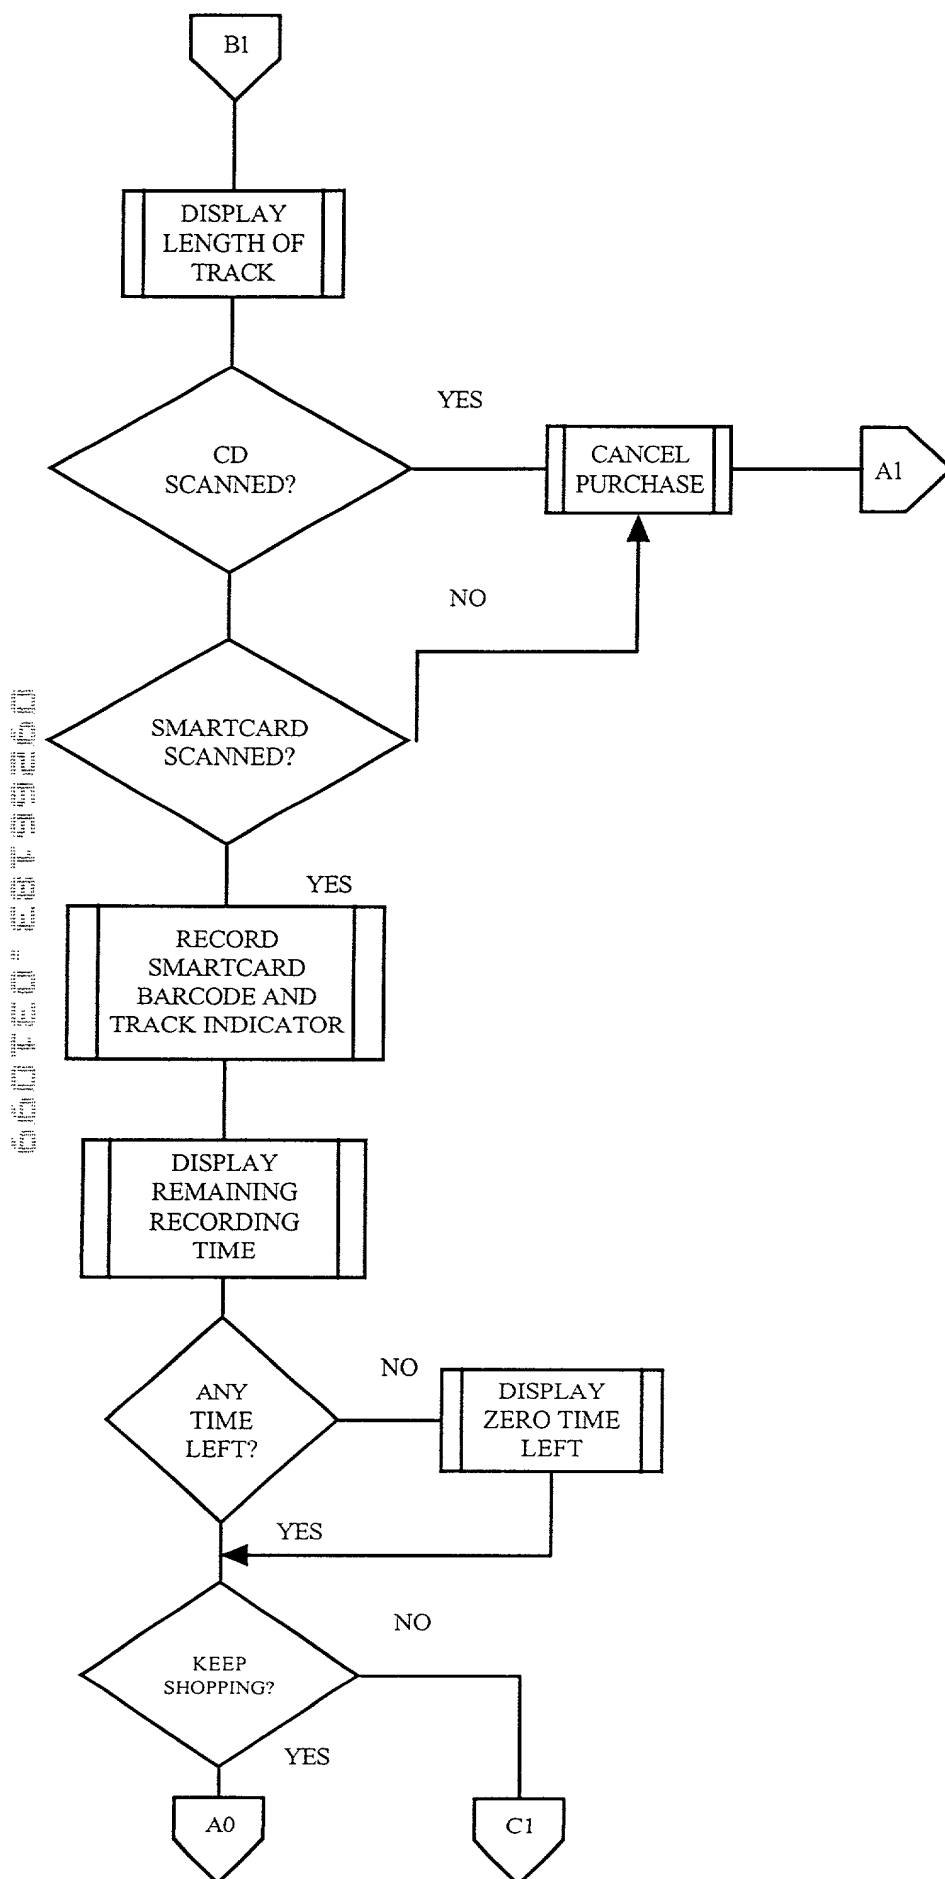 B1
DISPLAY
LENGTH OF
TRACK
YES
CD
SCANNED?
CANCEL
PURCHASE
A1
NO
SMARTCARD
SCANNED?
YES
RECORD
SMARTCARD
BARCODE AND
TRACK INDICATOR
DISPLAY
REMAINING
RECORDING
TIME
NO
ANY
TIME
LEFT?
DISPLAY
ZERO TIME
LEFT
YES
NO
KEEP
SHOPPING?
YES
A0
C1